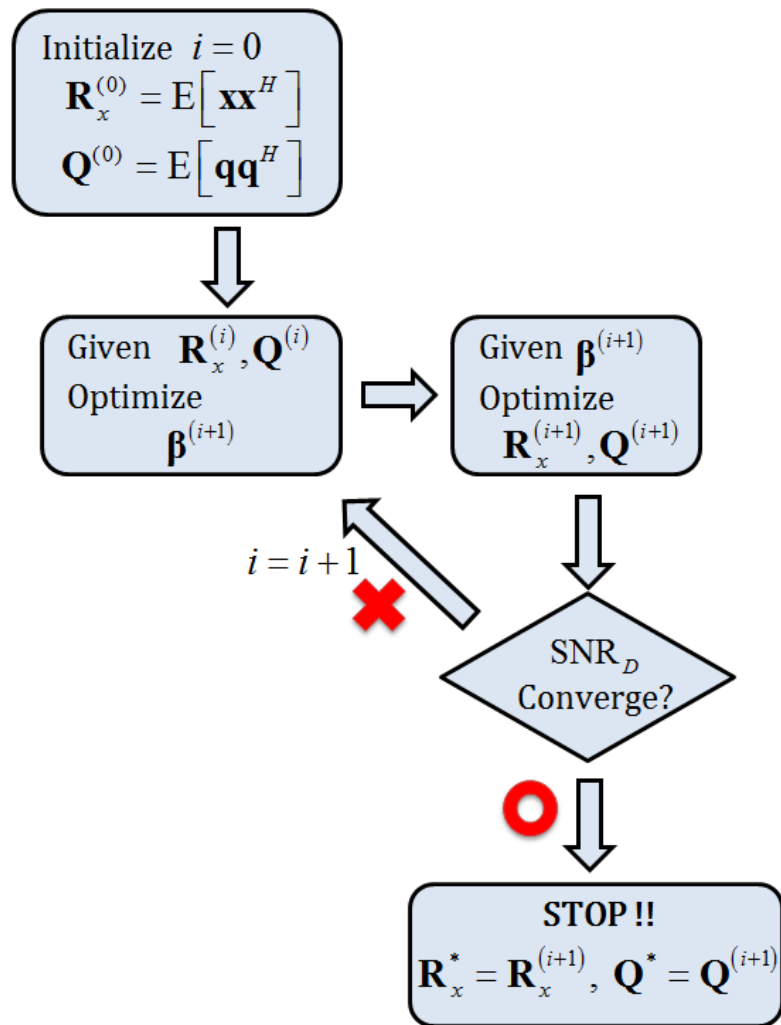 Initialize i = 0
R_x^(0) = E[xx^H]
Q^(0) = E[qq^H]
Given R_x^(i), Q^(i)
Optimize
β^(i+1)
Given β^(i+1)
Optimize
R_x^(i+1), Q^(i+1)
i = i + 1
SNR_D
Converge?
STOP !!
R_x^* = R_x^(i+1), Q^* = Q^(i+1)